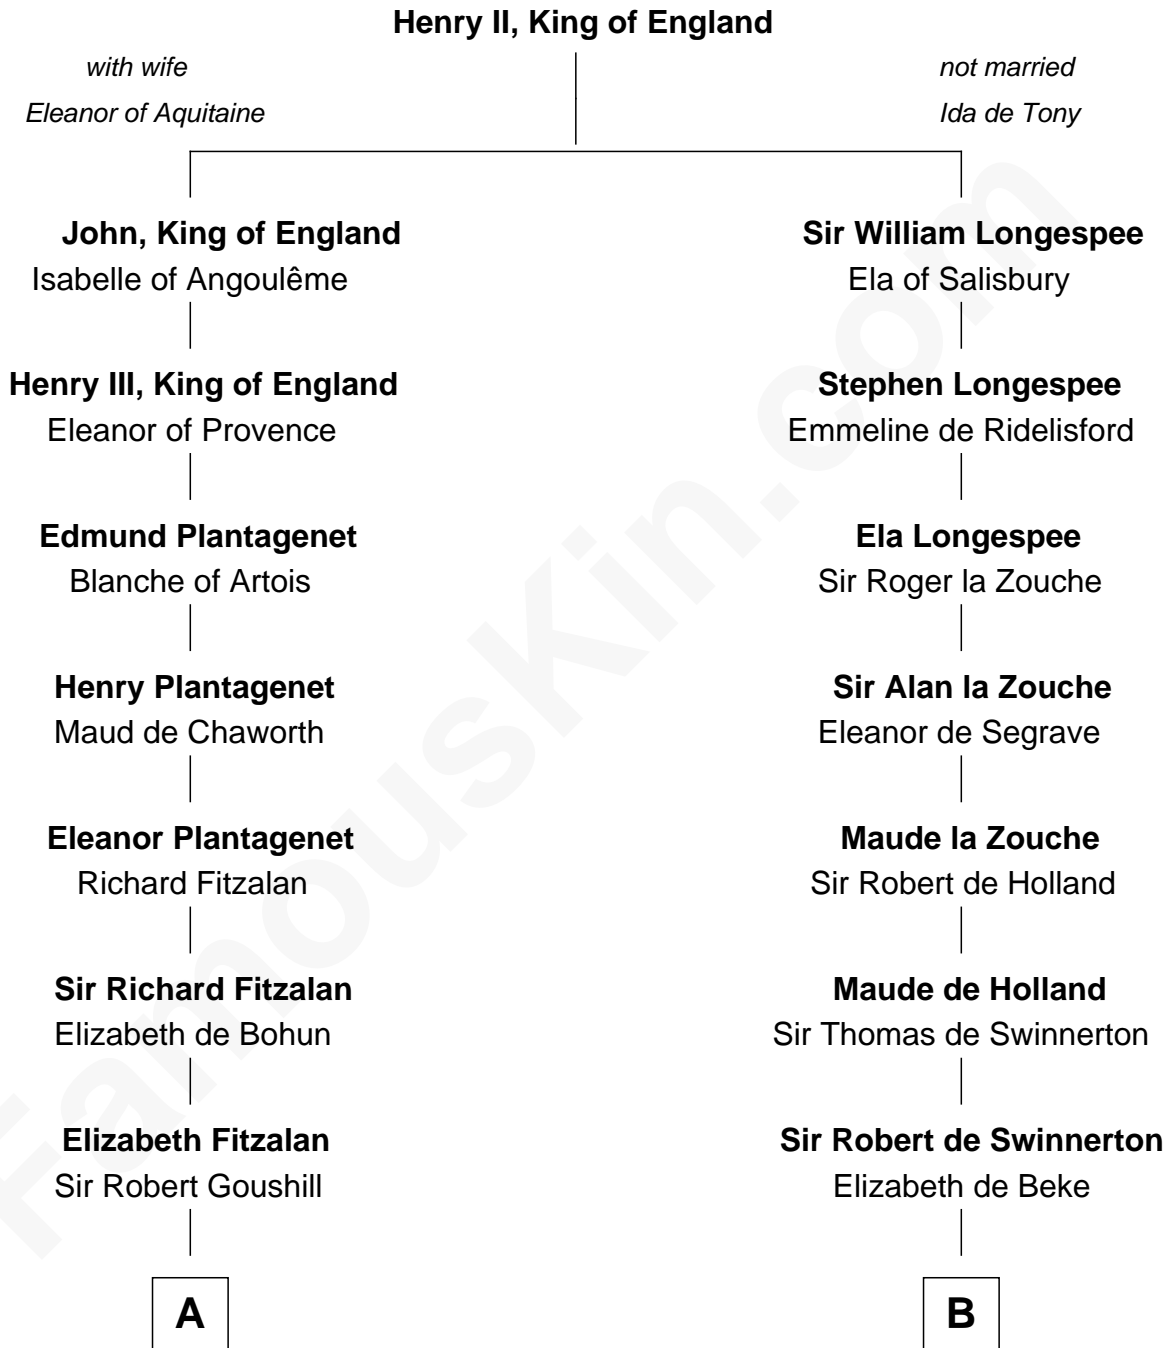 Henry II, King of England
with wife
Eleanor of Aquitaine
not married
Ida de Tony
John, King of England
Isabelle of Angoulême
Sir William Longespee
Ela of Salisbury
Henry III, King of England
Eleanor of Provence
Stephen Longespee
Emmeline de Ridelisford
Edmund Plantagenet
Blanche of Artois
Ela Longespee
Sir Roger la Zouche
Henry Plantagenet
Maud de Chaworth
Sir Alan la Zouche
Eleanor de Segrave
Eleanor Plantagenet
Richard Fitzalan
Maude la Zouche
Sir Robert de Holland
Sir Richard Fitzalan
Elizabeth de Bohun
Maude de Holland
Sir Thomas de Swinnerton
Elizabeth Fitzalan
Sir Robert Goushill
Sir Robert de Swinnerton
Elizabeth de Beke
A
B
FamousKin.com